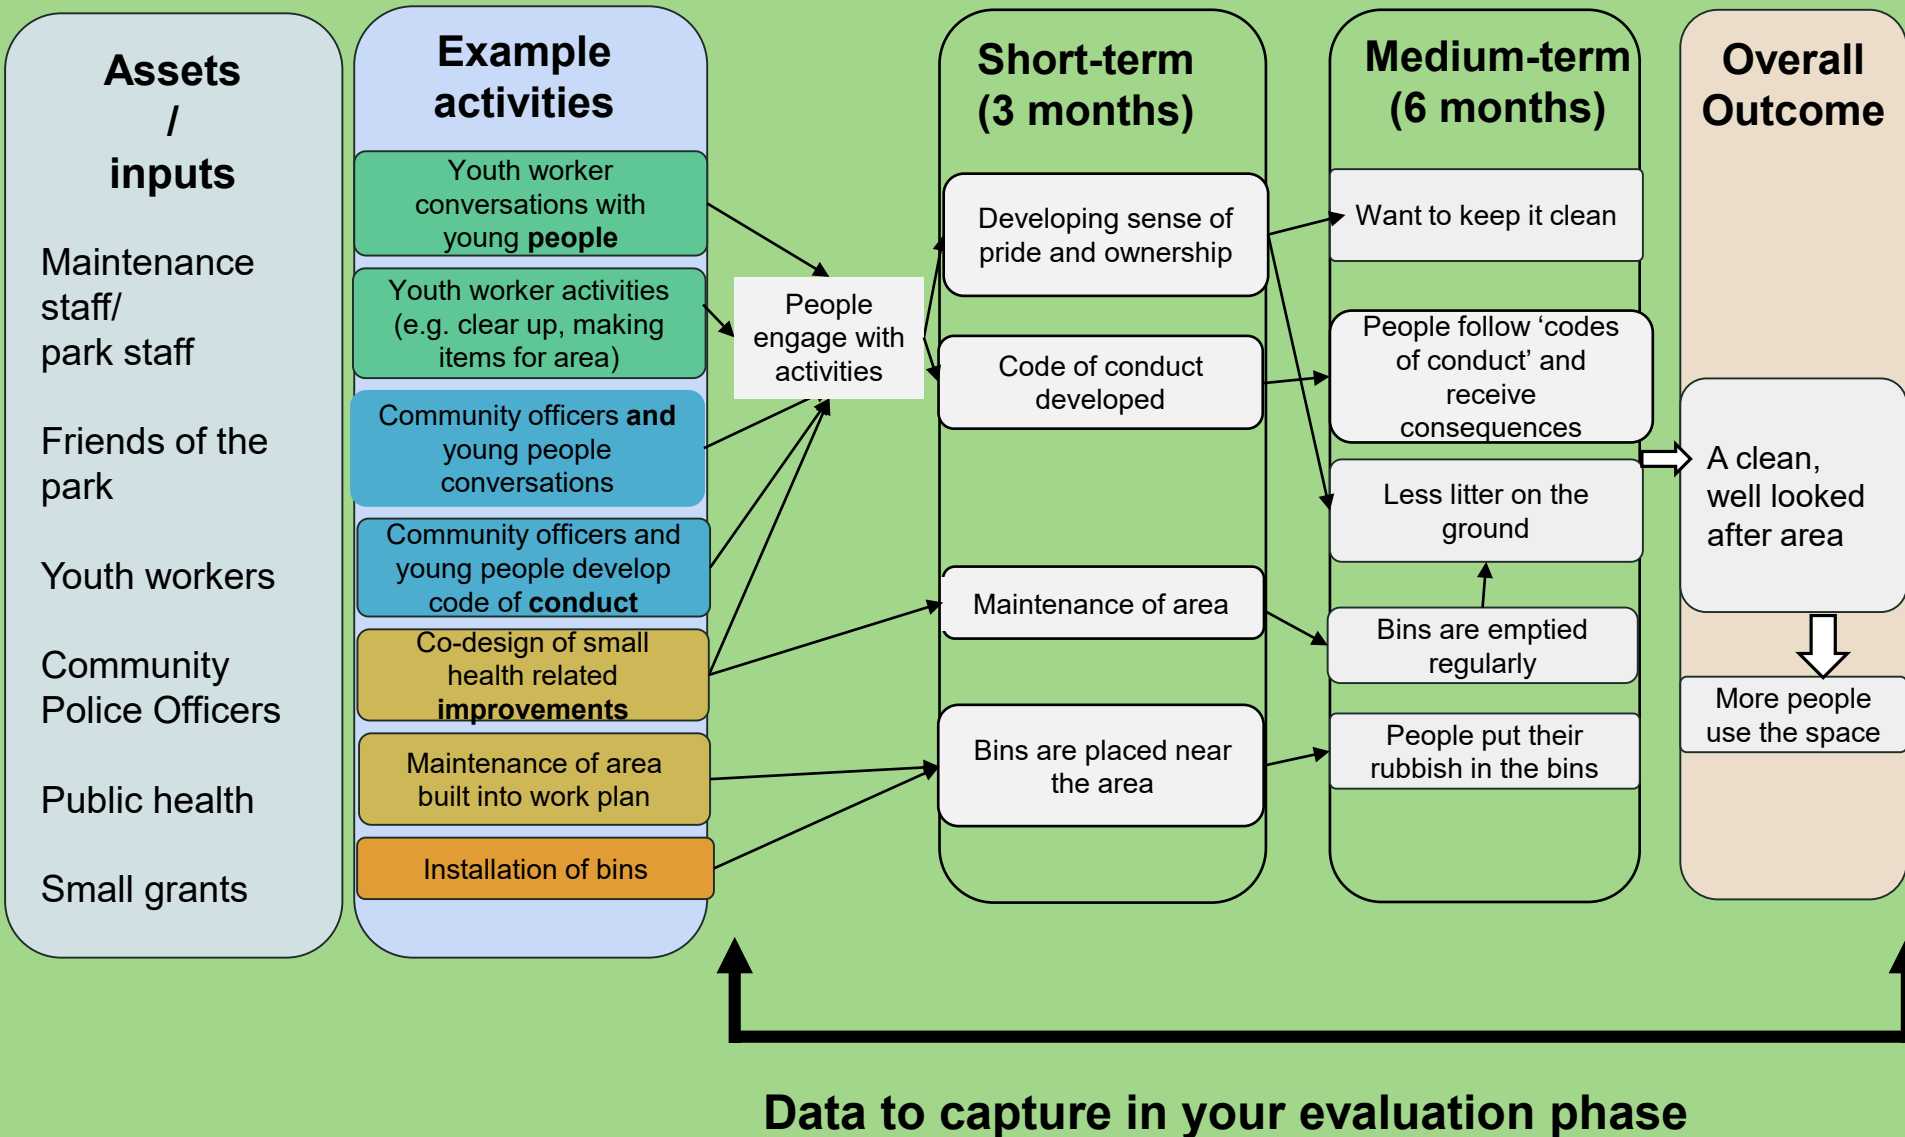 Assets
/
inputs
Maintenance
staff/
park staff
Friends of the
park
Youth workers
Community
Police Officers
Public health
Small grants
Example
activities
Youth worker
conversations with
young people
Youth worker activities
(e.g. clear up, making
items for area)
Community officers and
young people
conversations
Community officers and
young people develop
code of conduct
Co-design of small
health related
improvements
Maintenance of area
built into work plan
Installation of bins
People
engage with
activities
Short-term
(3 months)
Developing sense of
pride and ownership
Code of conduct
developed
Maintenance of area
Bins are placed near
the area
Medium-term
(6 months)
Want to keep it clean
People follow ‘codes
of conduct’ and
receive
consequences
Less litter on the
ground
Bins are emptied
regularly
People put their
rubbish in the bins
Overall
Outcome
A clean,
well looked
after area
More people
use the space
Data to capture in your evaluation phase